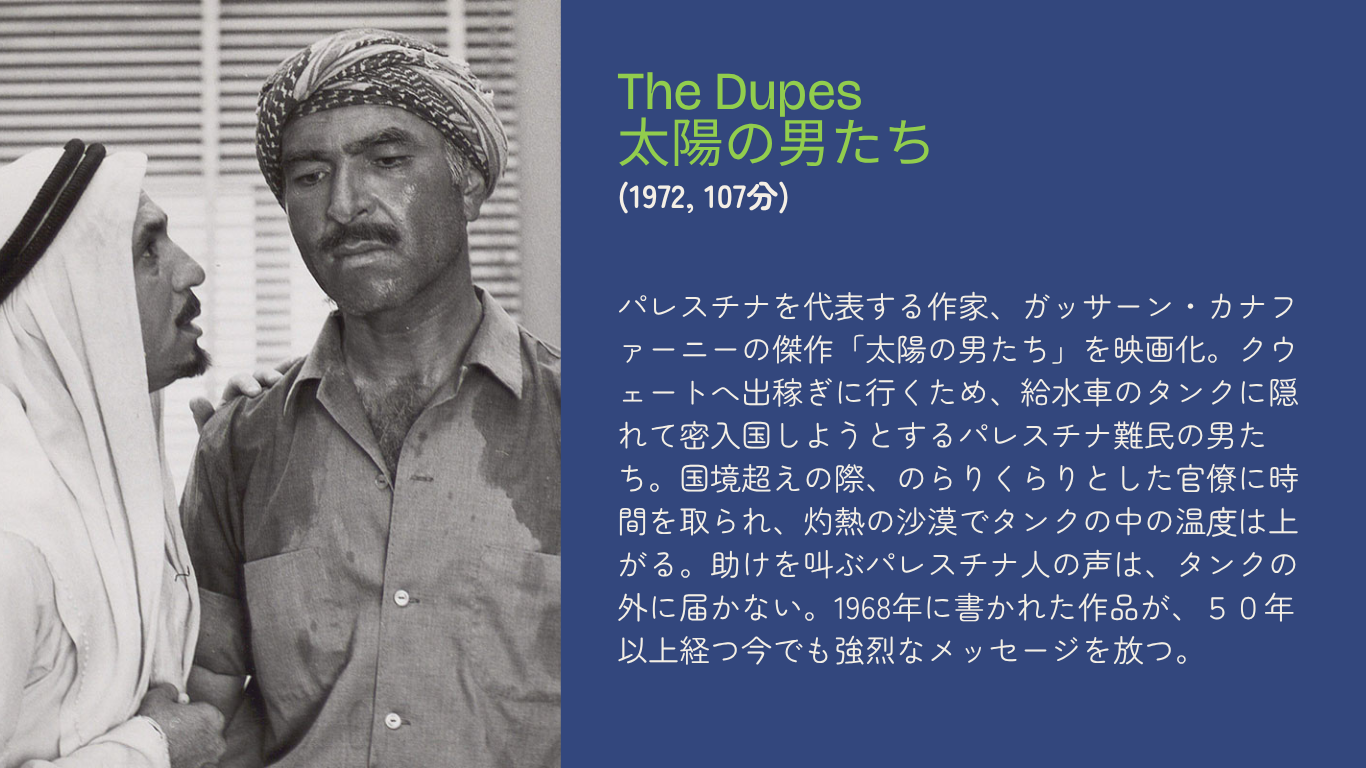 The Dupes
太陽の男たち
(1972, 107分)
パレスチナを代表する作家、ガッサーン・カナフ
ァーニーの傑作「太陽の男たち」を映画化。クウ
ェートへ出稼ぎに行くため、給水車のタンクに隠
れて密入国しようとするパレスチナ難民の男た
ち。国境超えの際、のらりくらりとした官僚に時
間を取られ、灼熱の沙漠でタンクの中の温度は上
がる。助けを叫ぶパレスチナ人の声は、タンクの
外に届かない。1968年に書かれた作品が、５０年
以上経つ今でも強烈なメッセージを放つ。